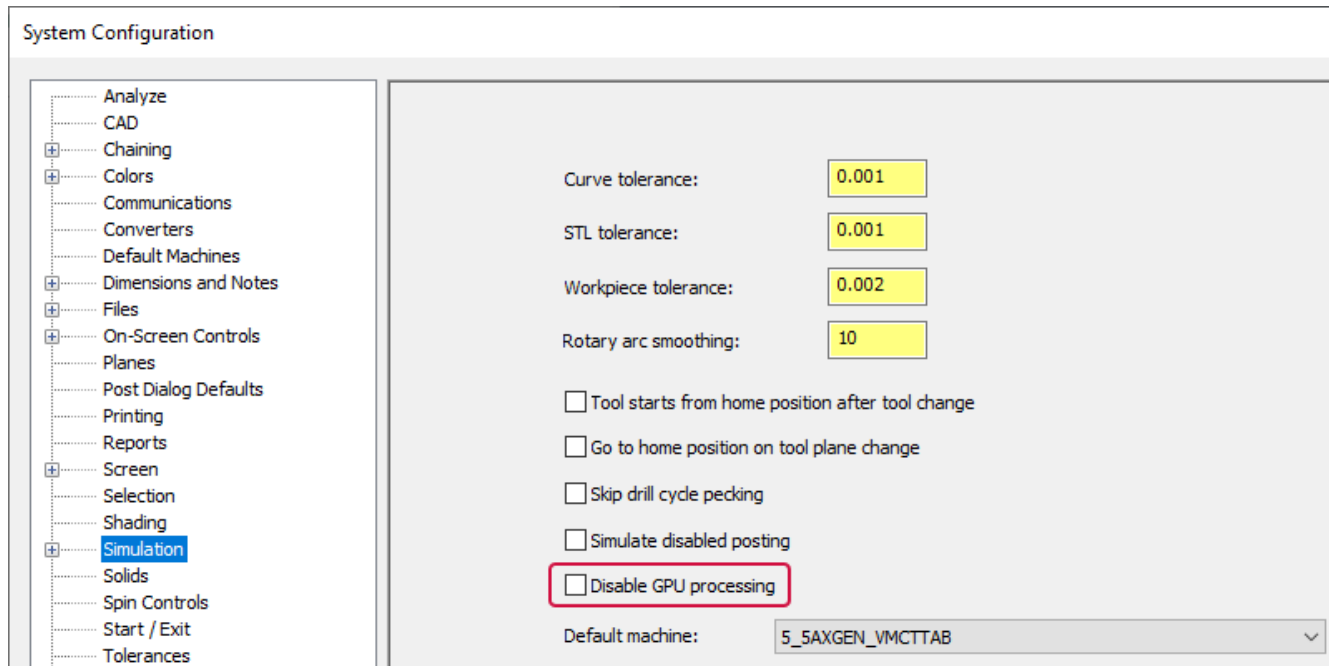 System Configuration
Analyze
CAD
Chaining
Colors
Communications
Converters
Default Machines
Dimensions and Notes
Files
On-Screen Controls
Planes
Post Dialog Defaults
Printing
Reports
Screen
Selection
Shading
Simulation
Solids
Spin Controls
Start / Exit
Tolerances
Curve tolerance: 0.001
STL tolerance: 0.001
Workpiece tolerance: 0.002
Rotary arc smoothing: 10
Tool starts from home position after tool change
Go to home position on tool plane change
Skip drill cycle pecking
Simulate disabled posting
Disable GPU processing
Default machine: 5_5AXGEN_VMCTTAB